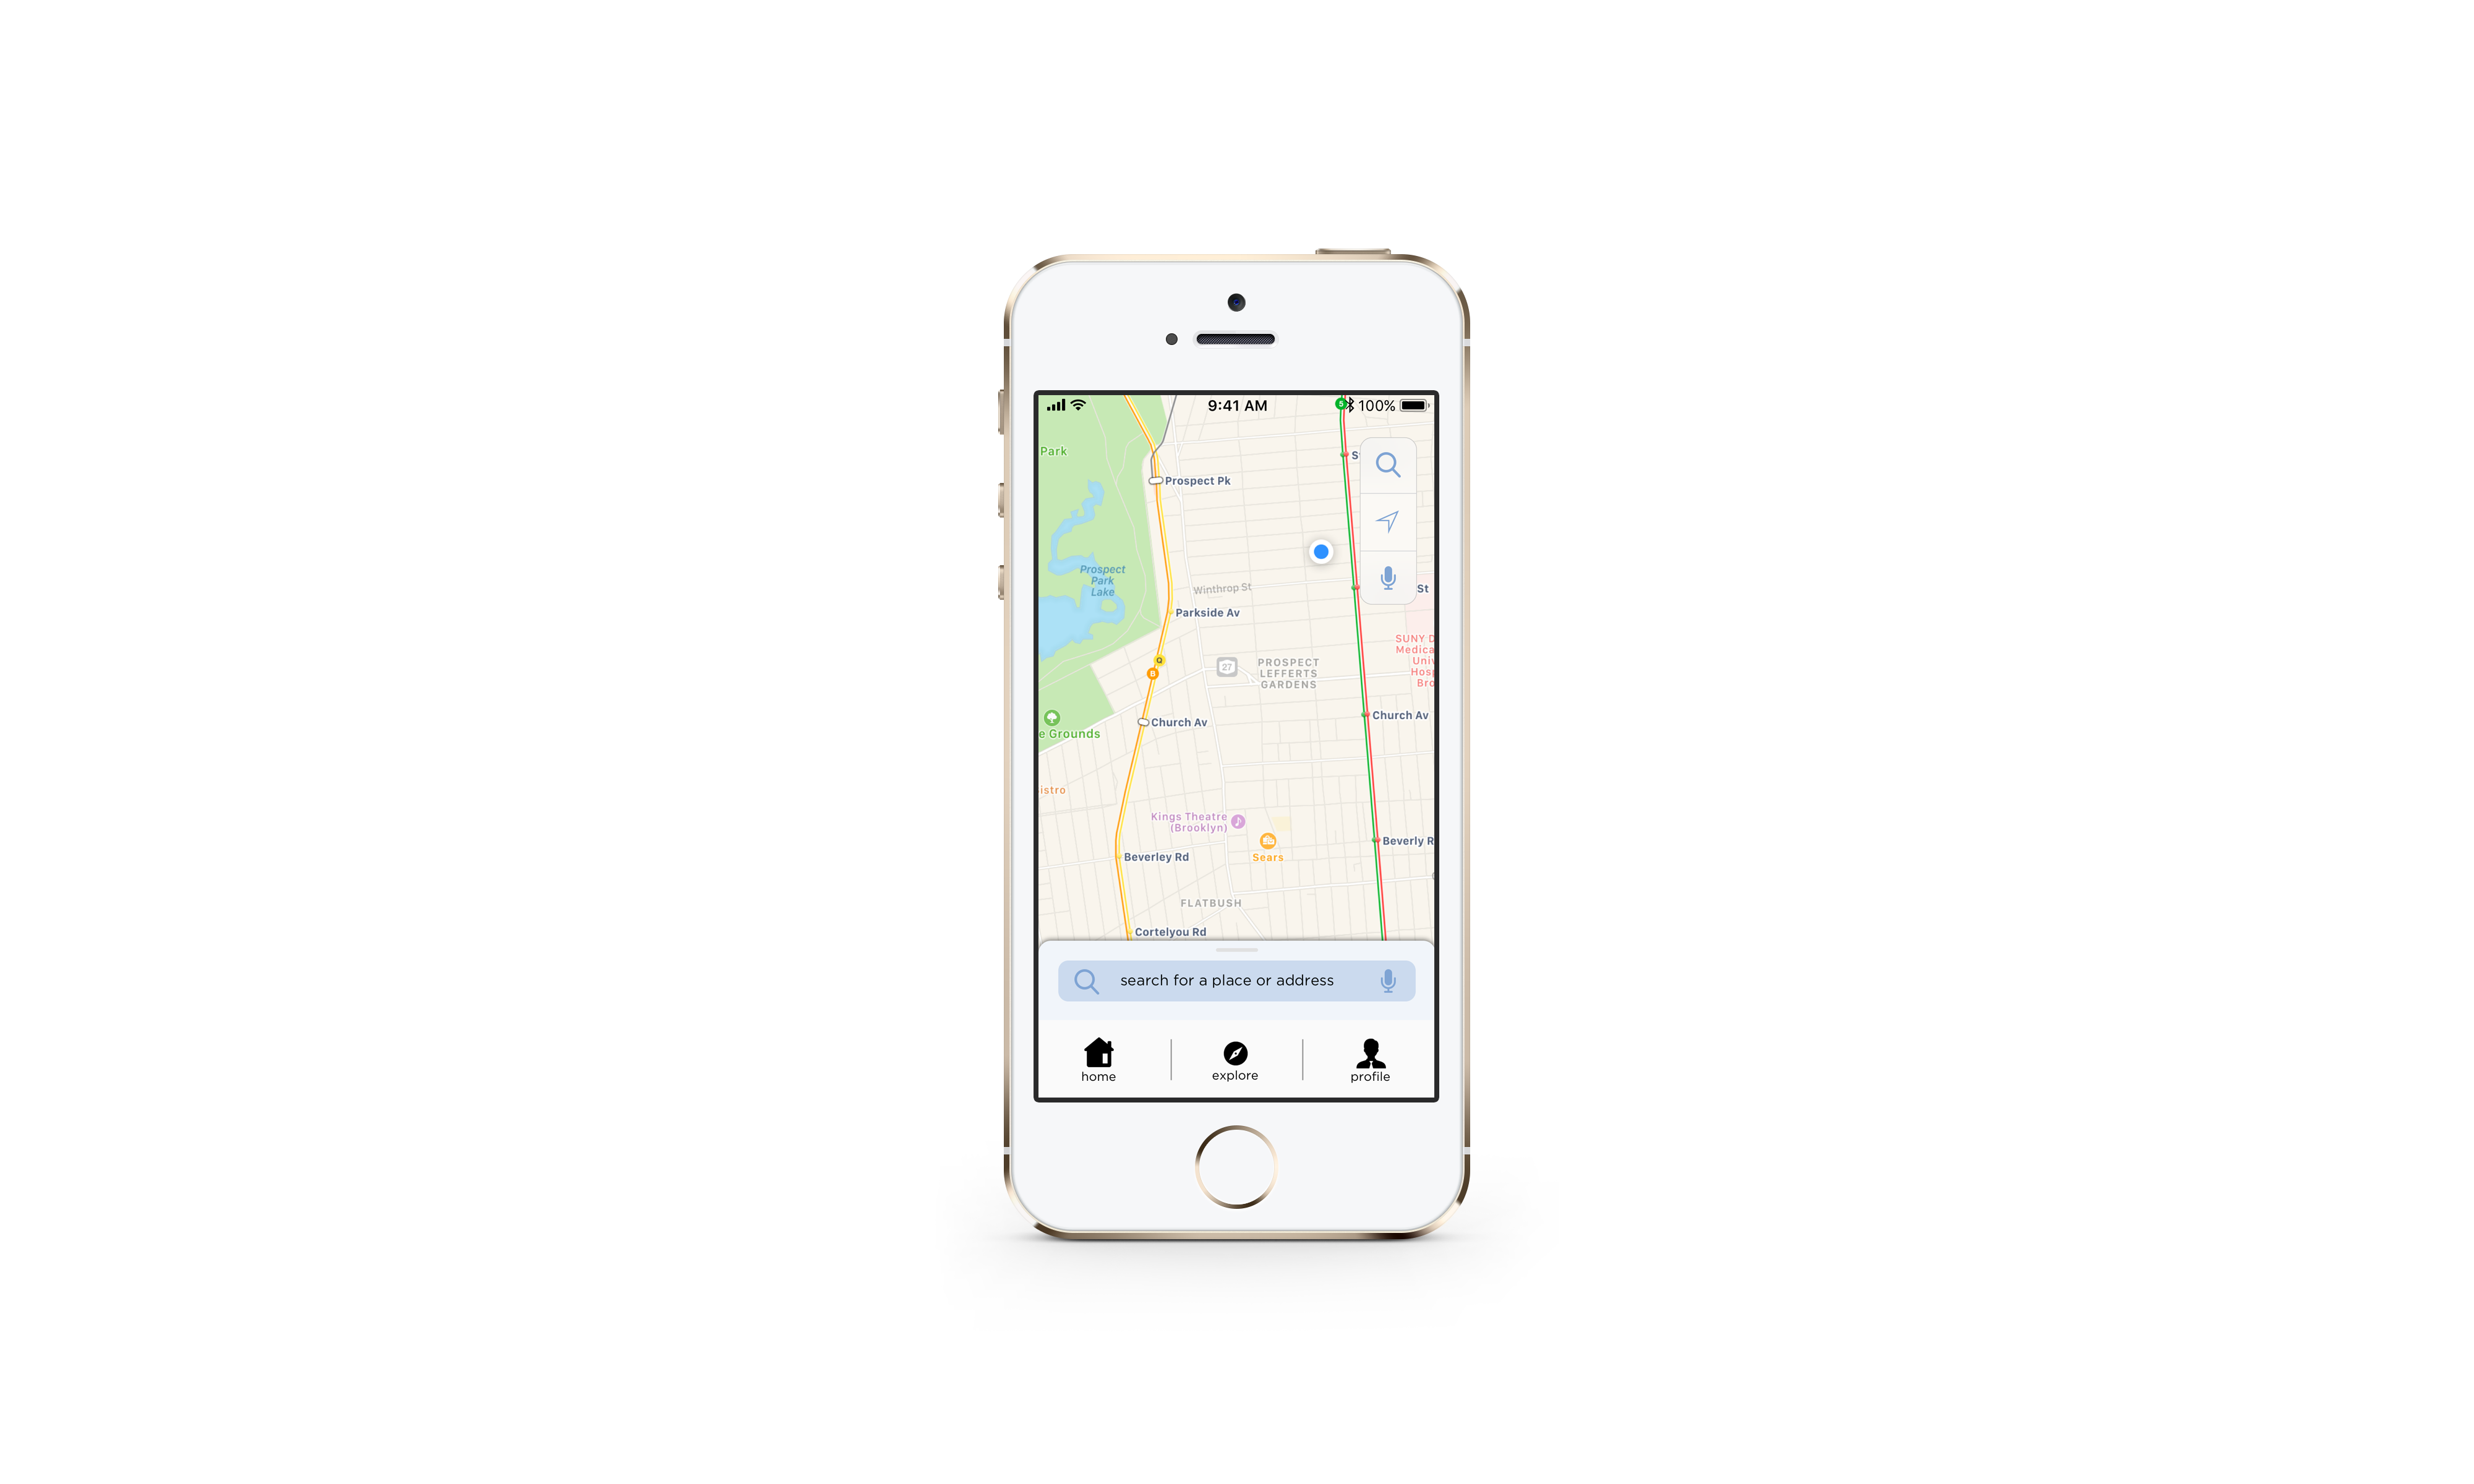 9:41 AM
5
100%
Park
Prospect Pk
Prospect
Park
Lake
Winthrop St
St
Parkside Av
SUNY D
Medica
Univ
Hosp
Bro
Q
B
27
PROSPECT
LEFFERTS
GARDENS
Church Av
Church Av
e Grounds
istro
Kings Theatre
(Brooklyn)
Beverly R
Beverley Rd
Sears
FLATBUSH
Cortelyou Rd
search for a place or address
home
explore
profile